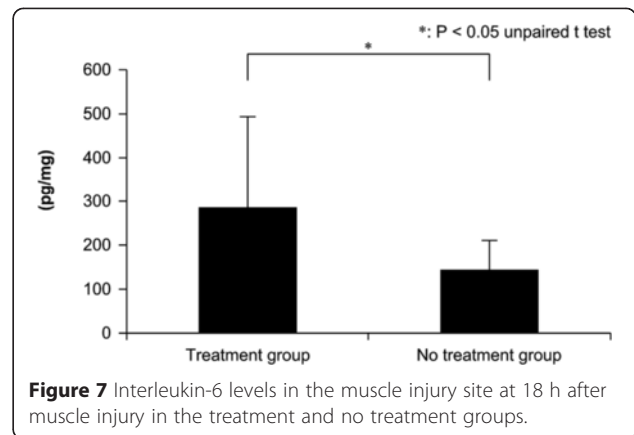 *: P < 0.05 unpaired t test
*
600
500
400
300
200
100
0
(pg/mg)
Treatment group
No treatment group
Figure 7 Interleukin-6 levels in the muscle injury site at 18 h after
muscle injury in the treatment and no treatment groups.